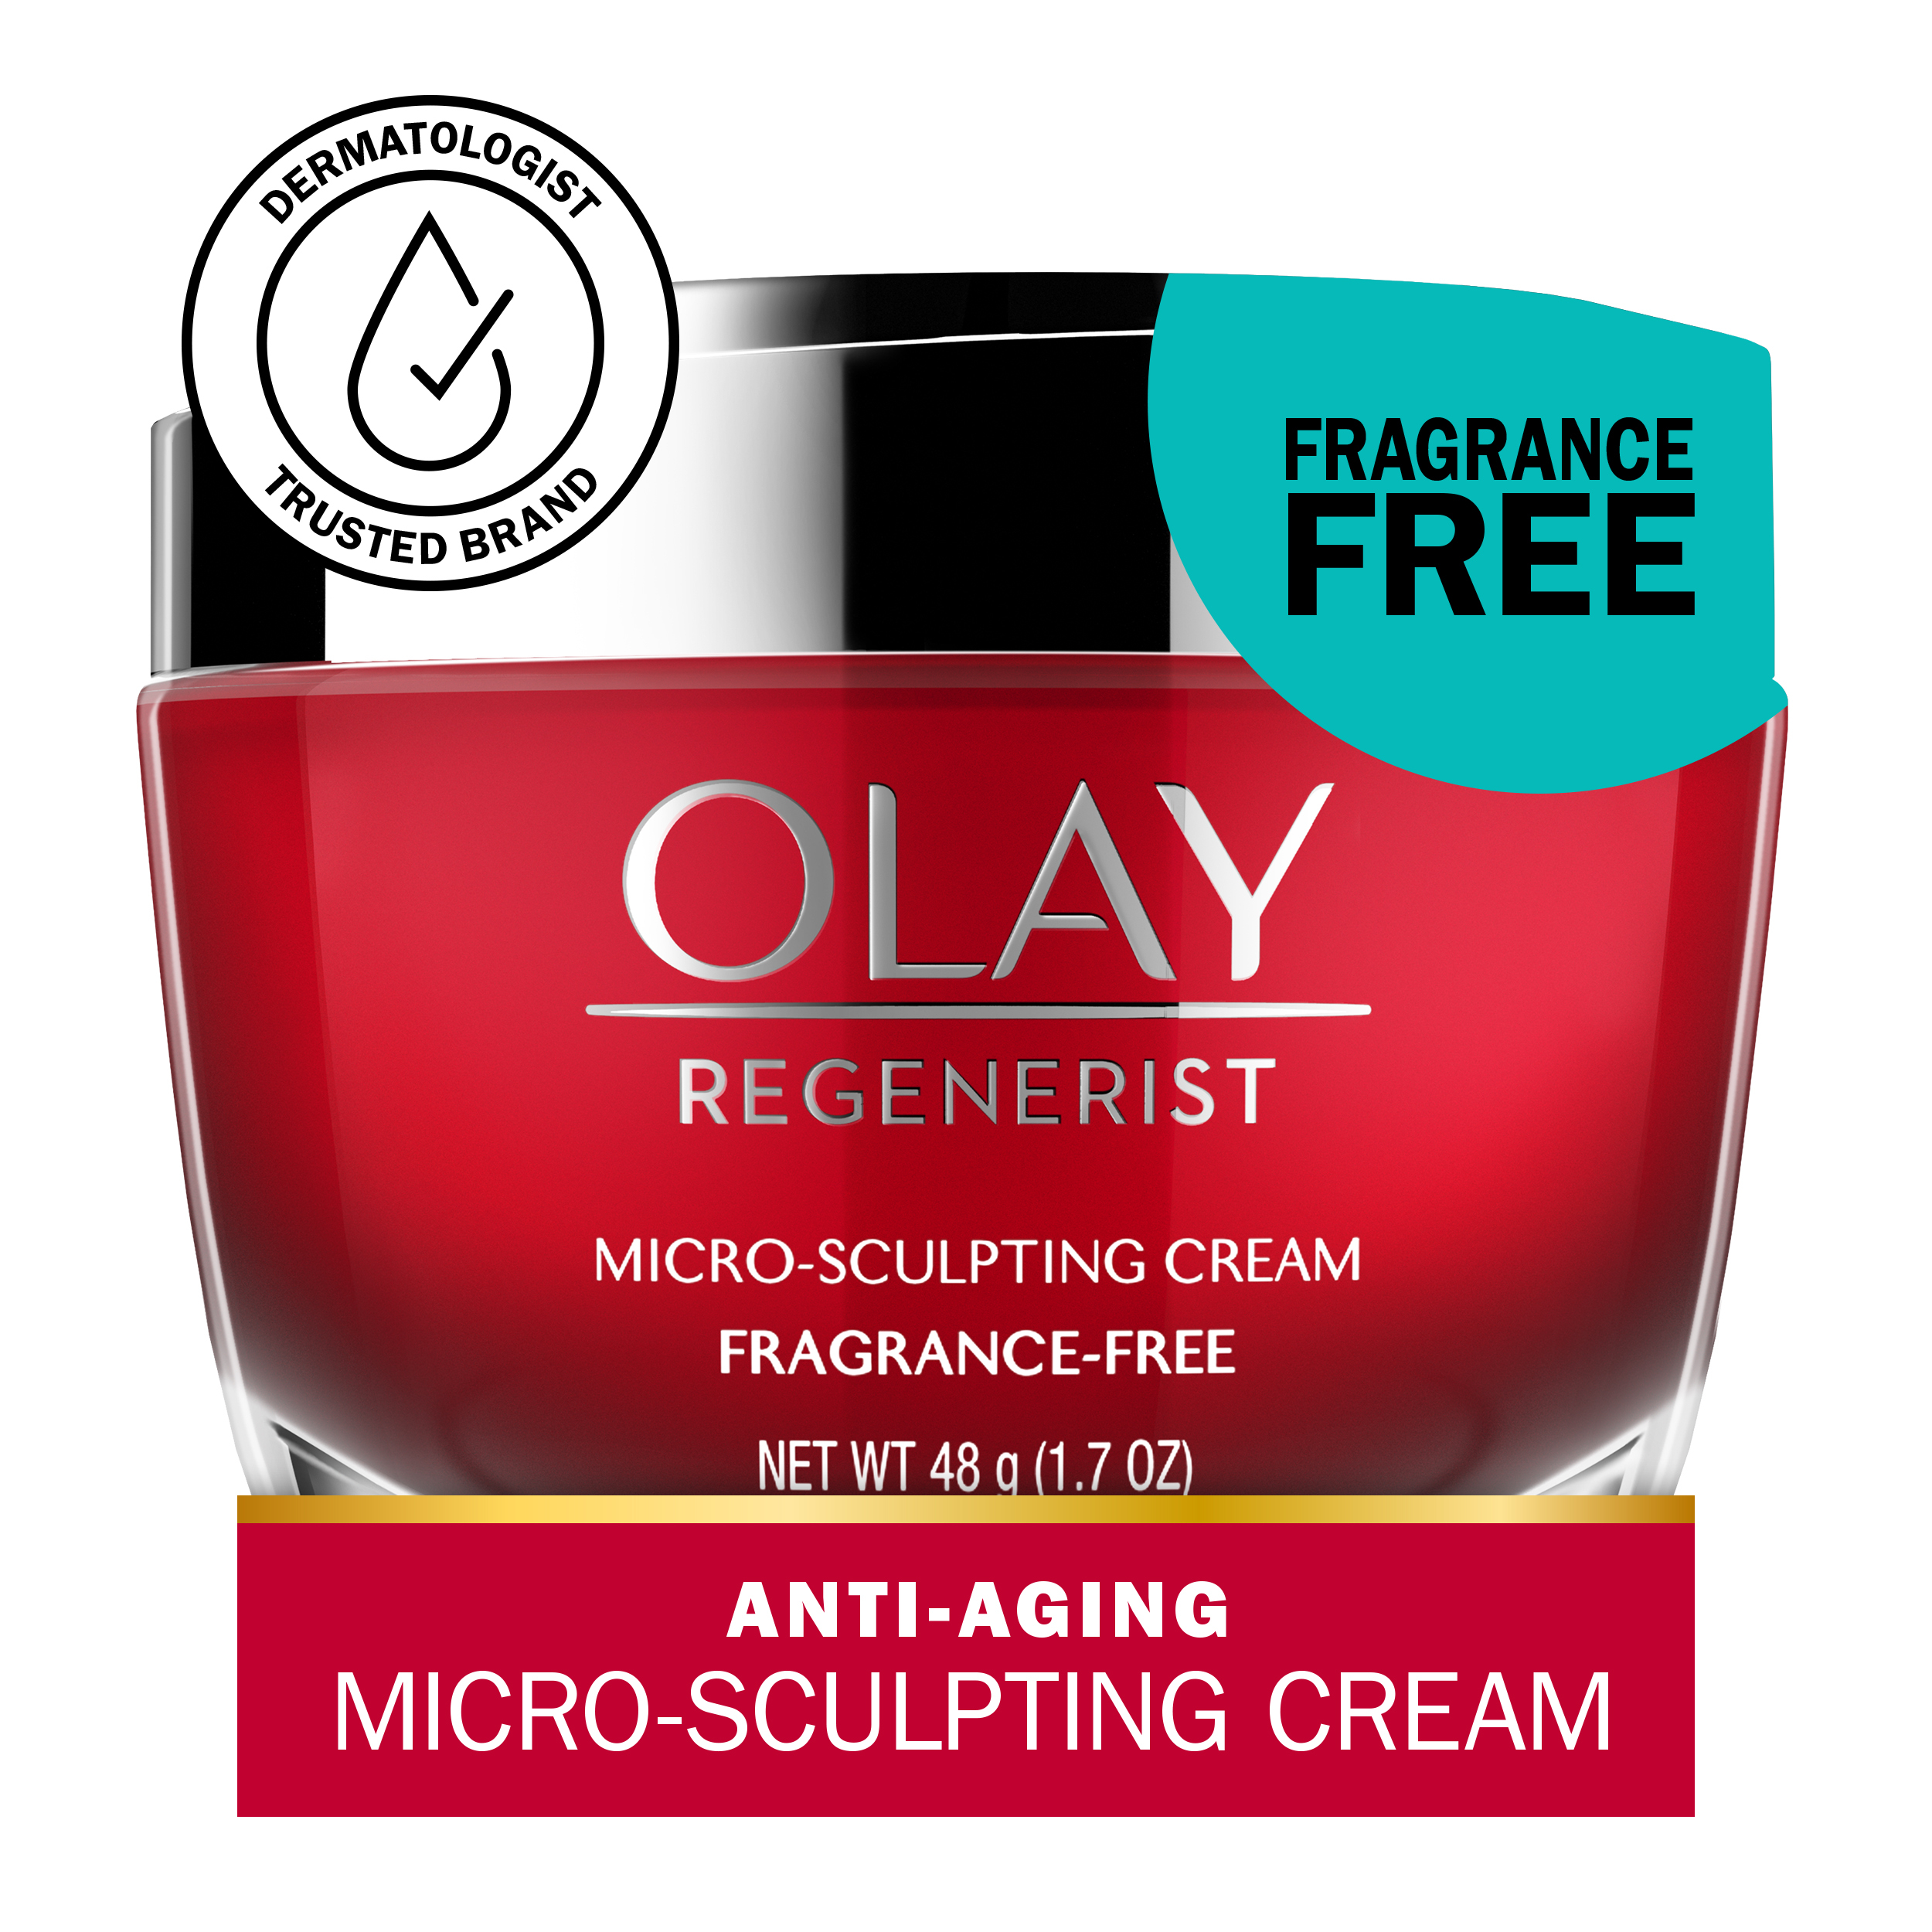 DERMATOLOGIST
TRUSTED BRAND
FRAGRANCE
FREE
OLAY
REGENERIST
MICRO-SCULPTING CREAM
FRAGRANCE-FREE
NET WT 48 g (1.7 OZ)
ANTI-AGING
MICRO-SCULPTING CREAM